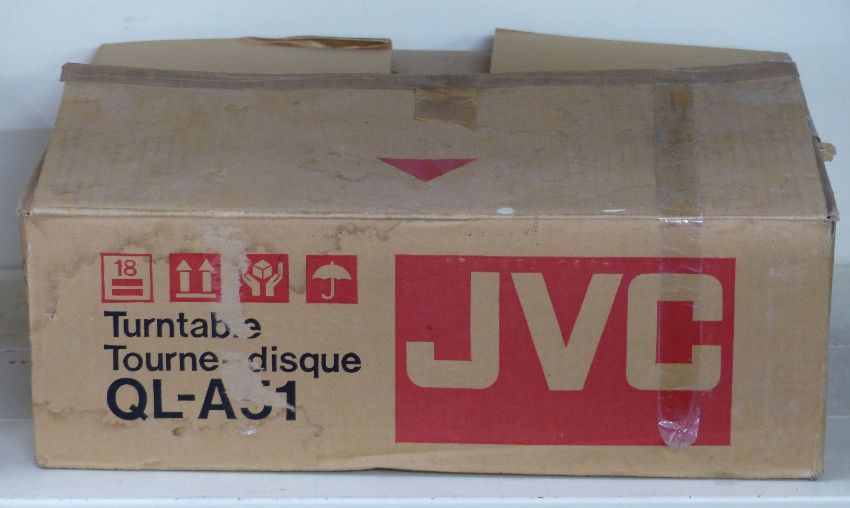 18
Turntable
Tourne-disque
QL-A51
JVC